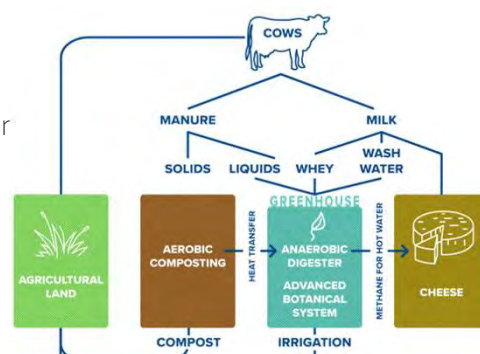 COWS
r
MANURE
MILK
SOLIDS
LIQUIDS
WHEY
WASH
WATER
GREENHOUSE
AGRICULTURAL
LAND
AEROBIC
COMPOSTING
HEAT TRANSFER
ANAEROBIC
DIGESTER
ADVANCED
BOTANICAL
SYSTEM
METHANE FOR HOT WATER
CHEESE
COMPOST
IRRIGATION